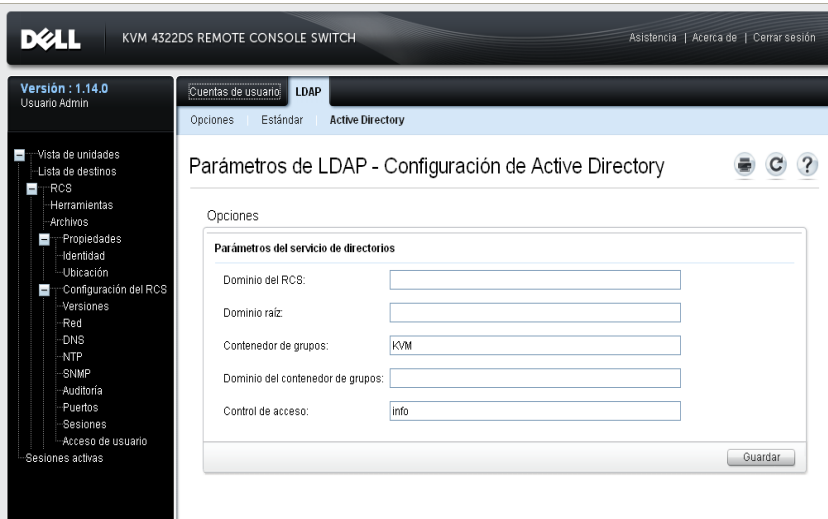 DELL
KVM 4322DS REMOTE CONSOLE SWITCH
Asistencia | Acerca de | Cerrar sesión
Versión : 1.14.0
Usuario Admin
Cuentas de usuario
LDAP
Opciones
Estándar
Active Directory
Vista de unidades
Lista de destinos
RCS
Herramientas
Archivos
Propiedades
Identidad
Ubicación
Configuración del RCS
Versiones
Red
DNS
NTP
SNMP
Auditoría
Puertos
Sesiones
Acceso de usuario
Sesiones activas
Parámetros de LDAP - Configuración de Active Directory
?
Opciones
Parámetros del servicio de directorios
Dominio del RCS:
Dominio raíz:
Contenedor de grupos: KVM
Dominio del contenedor de grupos:
Control de acceso: info
Guardar